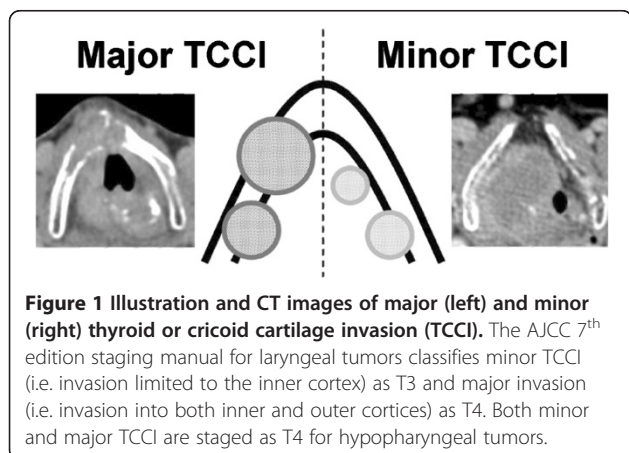 Major TCCI
Minor TCCI
Figure 1 Illustration and CT images of major (left) and minor
(right) thyroid or cricoid cartilage invasion (TCCI). The AJCC 7th
edition staging manual for laryngeal tumors classifies minor TCCI
(i.e. invasion limited to the inner cortex) as T3 and major invasion
(i.e. invasion into both inner and outer cortices) as T4. Both minor
and major TCCI are staged as T4 for hypopharyngeal tumors.